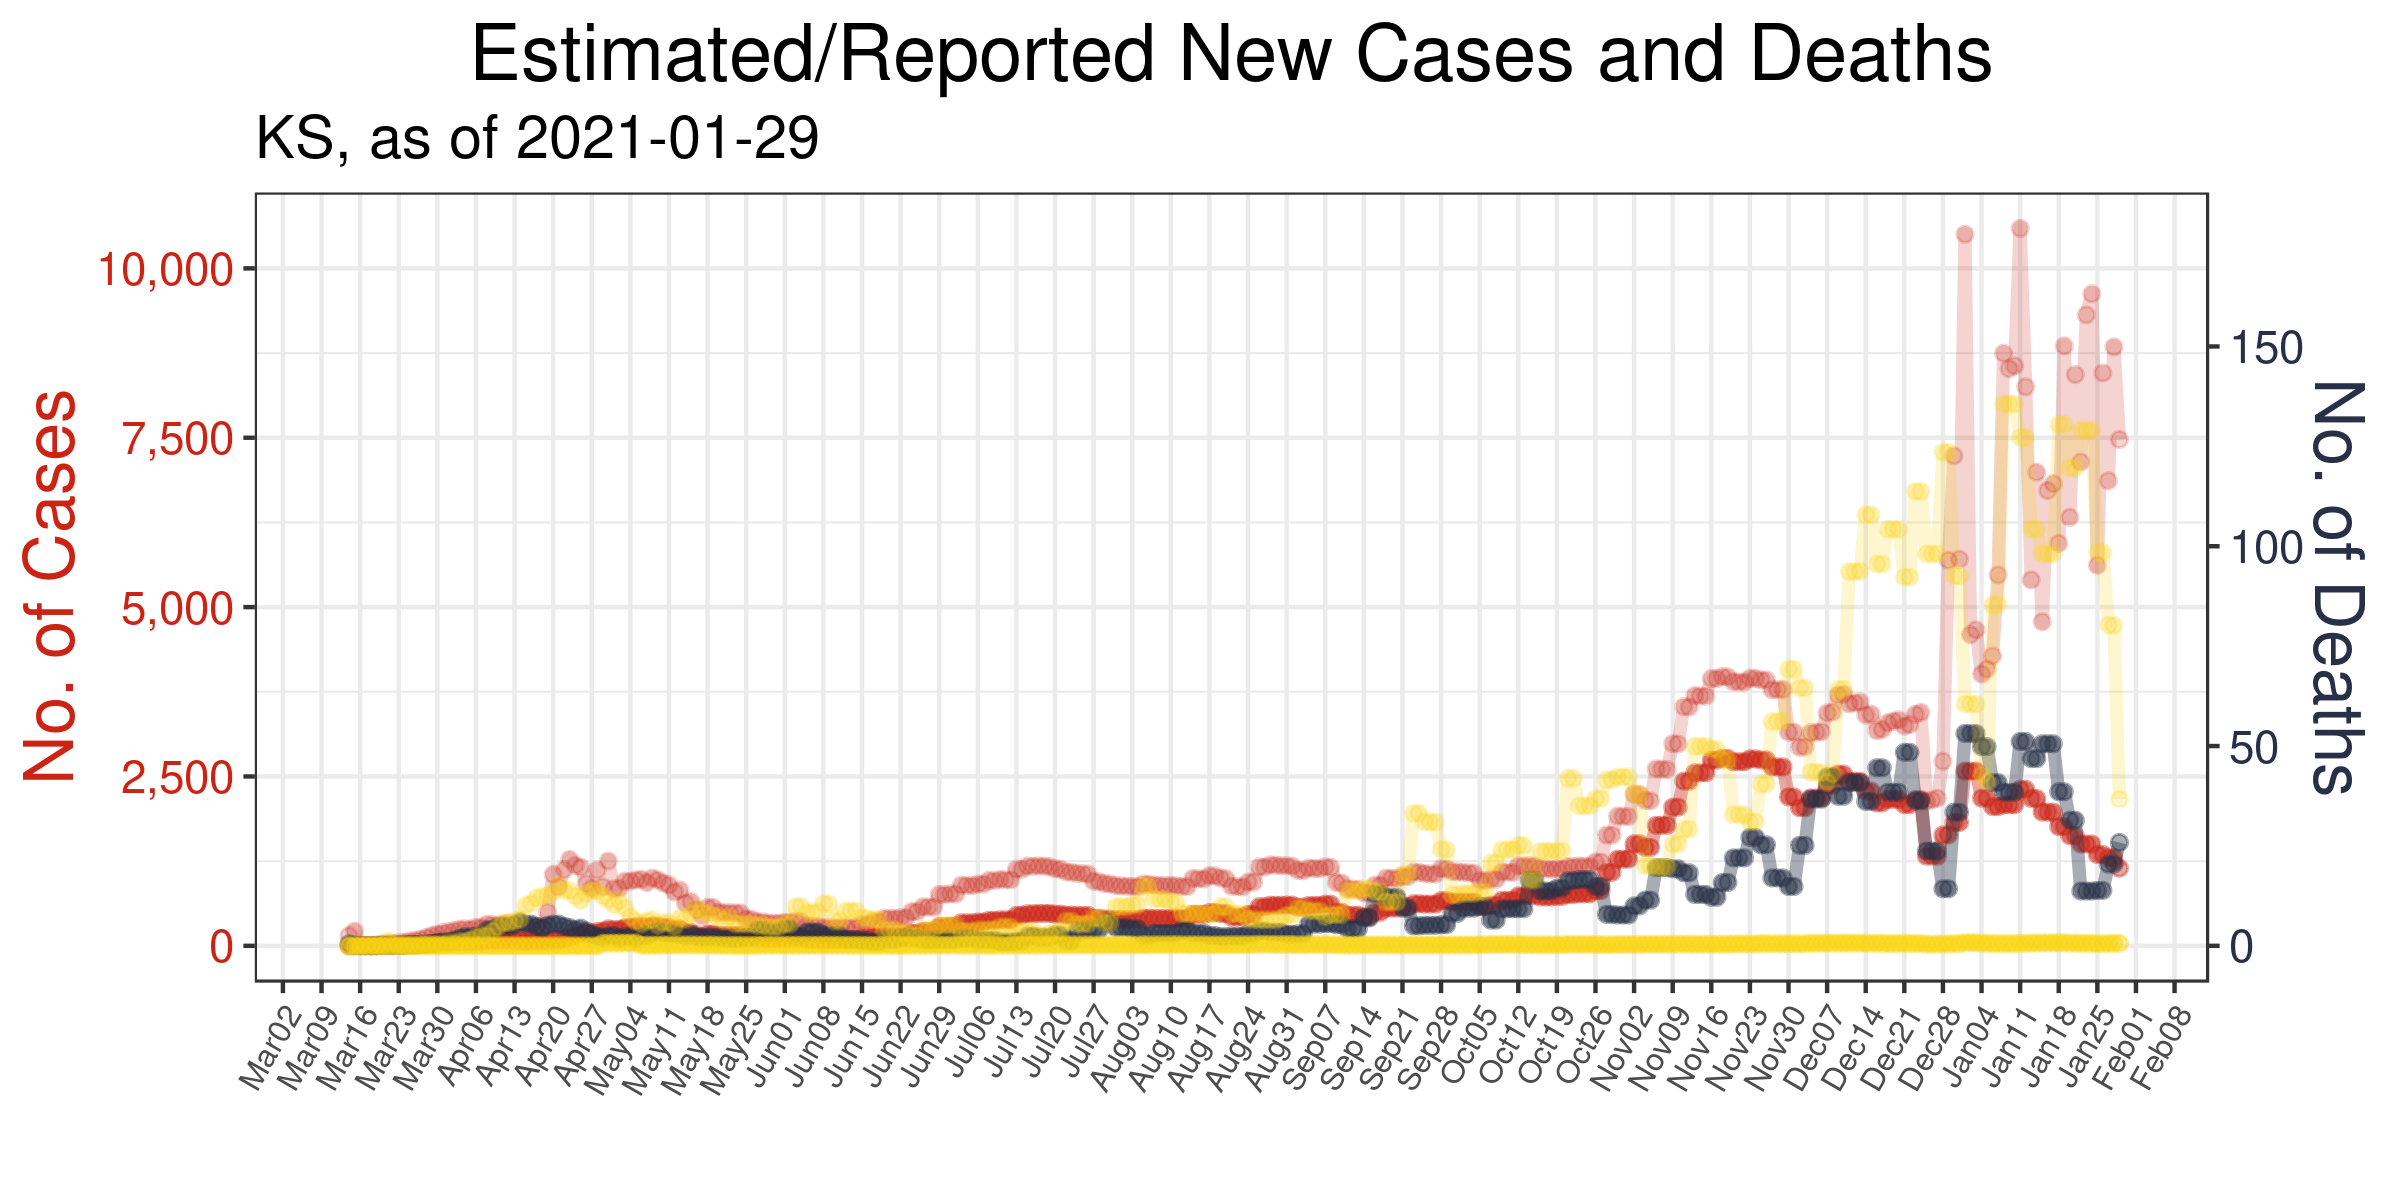 Estimated/Reported New Cases and Deaths
KS, as of 2021-01-29
No. of Cases
10,000
7,500
5,000
2,500
0
150
100
50
0
No. of Deaths
Mar02 Mar09 Mar16 Mar23 Mar30 Apr06 Apr13 Apr20 Apr27 May04 May11 May18 May25 Jun01 Jun08 Jun15 Jun22 Jun29 Jul06 Jul13 Jul20 Jul27 Aug03 Aug10 Aug17 Aug24 Aug31 Sep07 Sep14 Sep21 Sep28 Oct05 Oct12 Oct19 Oct26 Nov02 Nov09 Nov16 Nov23 Nov30 Dec07 Dec14 Dec21 Dec28 Jan04 Jan11 Jan18 Jan25 Feb01 Feb08